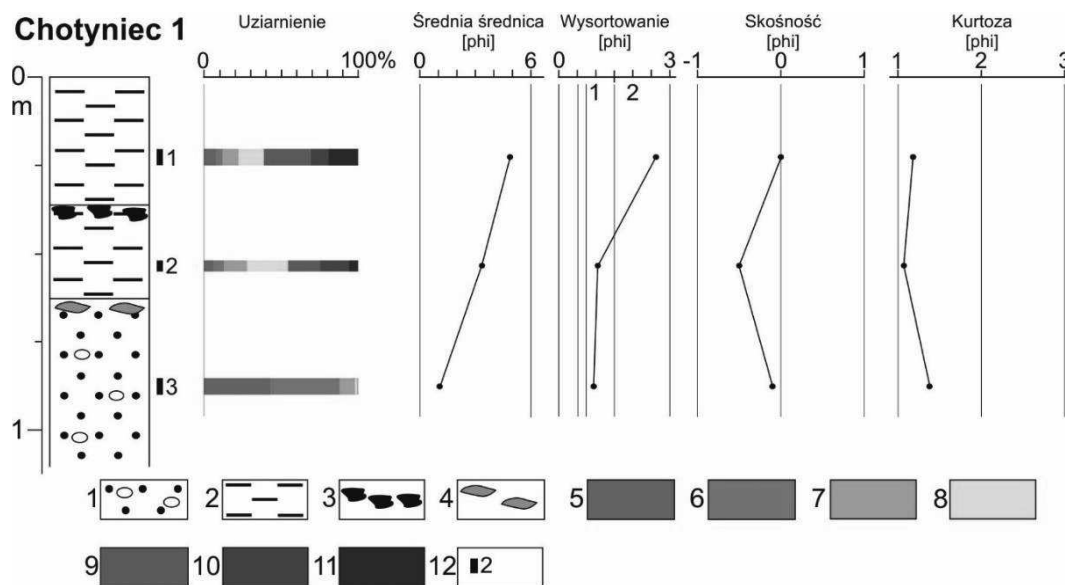 Chotyniec 1
Uziarnienie
Średnia średnica
[phi]
Wysortowanie
[phi]
Skośność
[phi]
Kurtoza
[phi]
0
m
1
0 100%
0 6
0 3
1 2
-1 0 1
1 2 3
1
2
3
1 2 3 4 5 6 7 8
9 10 11 12 2